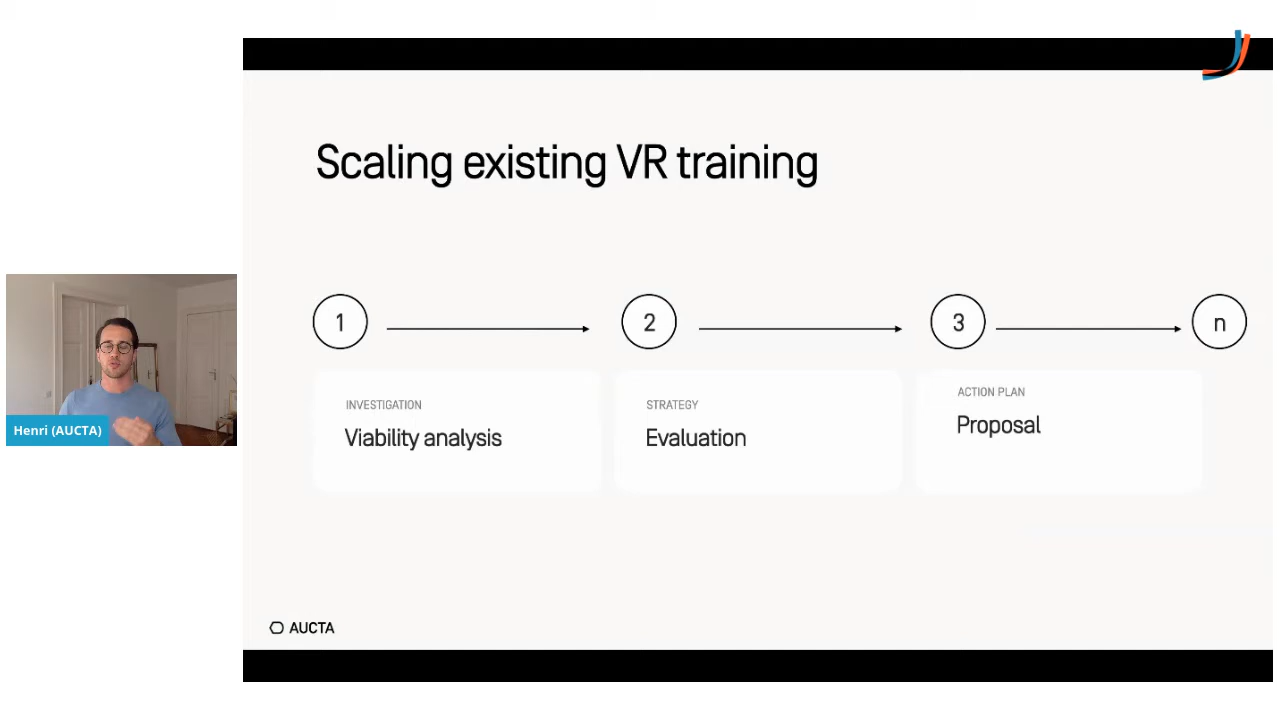 Scaling existing VR training
1
2
3
n
INVESTIGATION
Viability analysis
STRATEGY
Evaluation
ACTION PLAN
Proposal
Henri (AUCTA)
AUCTA